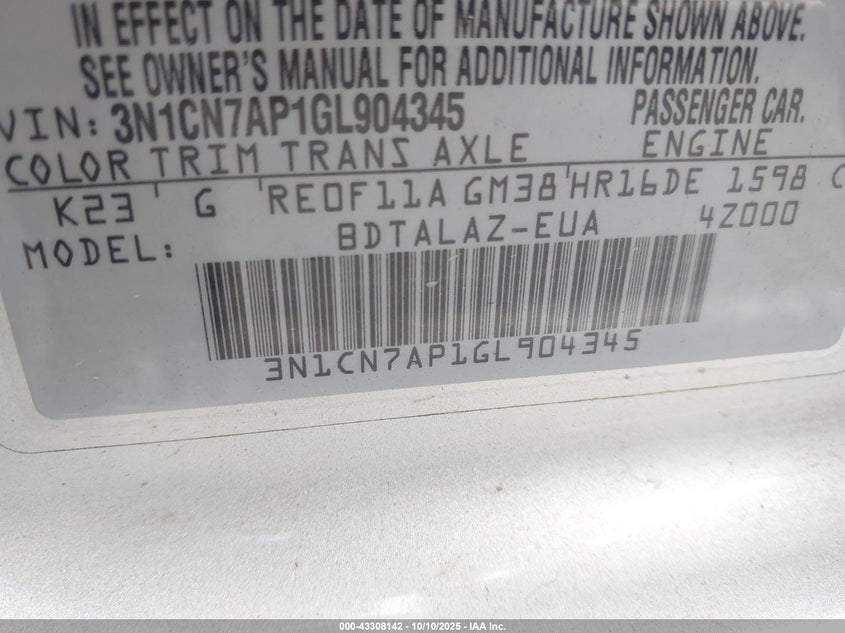 IN EFFECT ON THE DATE OF MANUFACTURE SHOWN ABOVE.
SEE OWNER'S MANUAL FOR ADDITIONAL INFORMATION.
VIN: 3N1CN7AP1GL904345 PASSENGER CAR.
COLOR TRIM TRANS AXLE ENGINE
K23 G RE0F11A GM38 HR16DE 1598 C
MODEL: BDTALAZ-EUA 4Z000
3N1CN7AP1GL904345
000-43308142 - 10/10/2025 - IAA Inc.